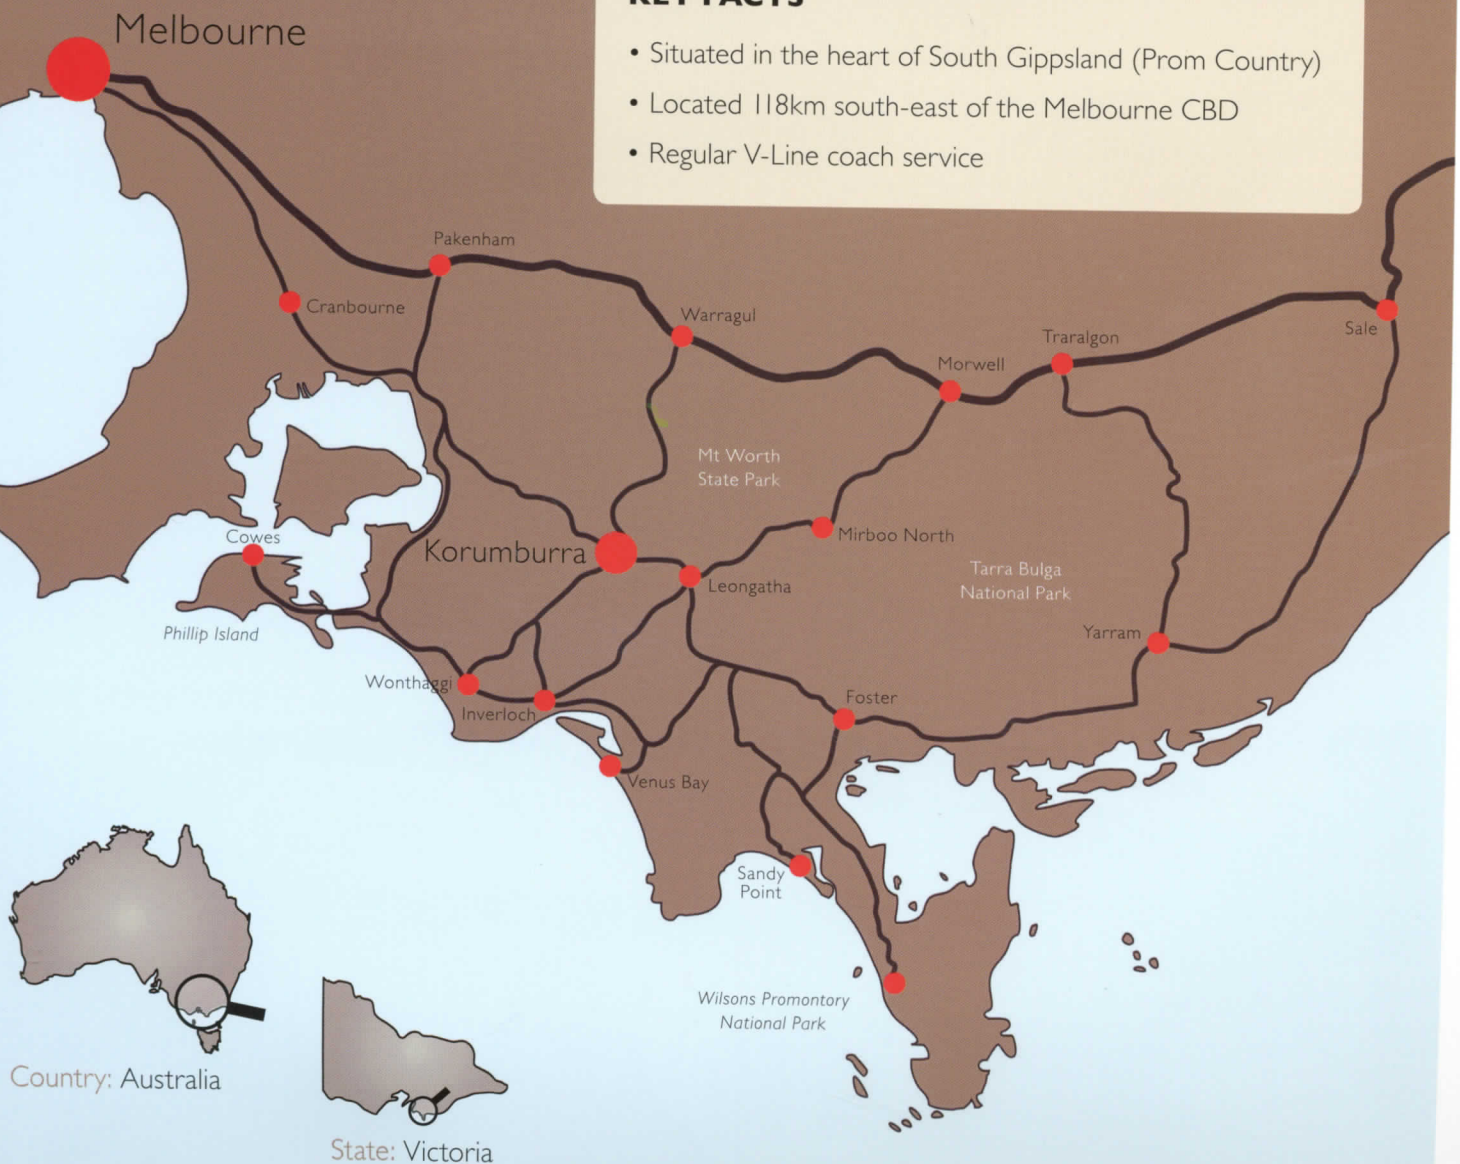 Melbourne
KEY FACTS
• Situated in the heart of South Gippsland (Prom Country)
• Located 118km south-east of the Melbourne CBD
• Regular V-Line coach service
Pakenham
Cranbourne
Warragul
Traralgon
Sale
Morwell
Mt Worth
State Park
Mirboo North
Cowes
Korumburra
Leongatha
Tarra Bulga
National Park
Phillip Island
Yarram
Wonthaggi
Inverloch
Foster
Venus Bay
Sandy
Point
Wilsons Promontory
National Park
Country: Australia
State: Victoria